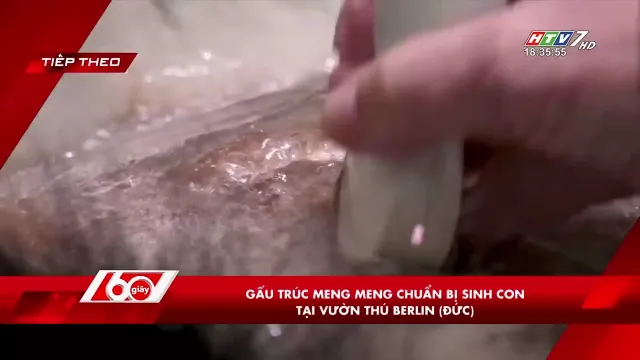 TIẾP THEO
HTV7 HD
18:35:55
60 giây
GẤU TRÚC MENG MENG CHUẨN BỊ SINH CON
TẠI VƯỜN THÚ BERLIN (ĐỨC)